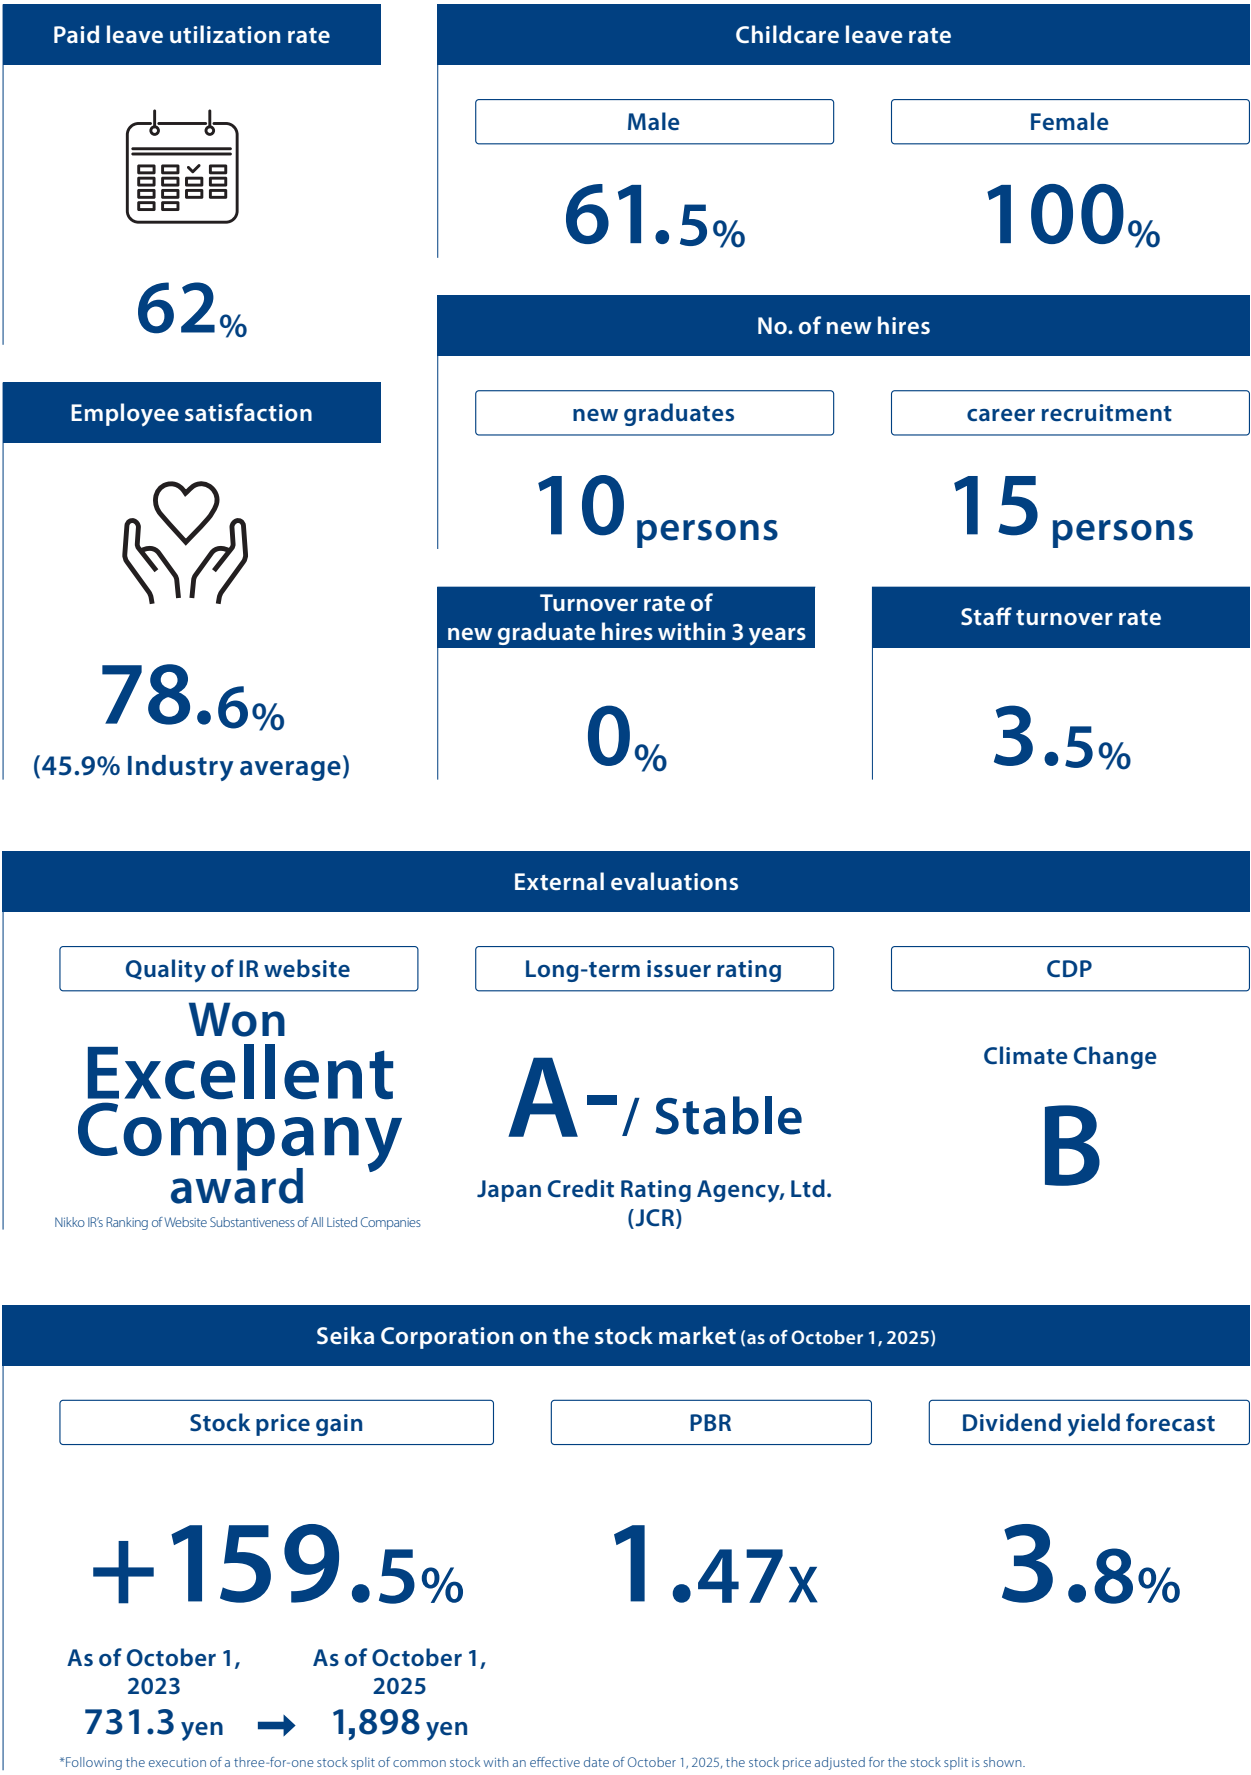 Paid leave utilization rate
62%
Employee satisfaction
78.6%
(45.9% Industry average)
Childcare leave rate
Male
61.5%
Female
100%
No. of new hires
new graduates
10 persons
career recruitment
15 persons
Turnover rate of
new graduate hires within 3 years
0%
Staff turnover rate
3.5%
External evaluations
Quality of IR website
Won
Excellent
Company
award
Nikko IR's Ranking of Website Substantiveness of All Listed Companies
Long-term issuer rating
A-/ Stable
Japan Credit Rating Agency, Ltd.
(JCR)
CDP
Climate Change
B
Seika Corporation on the stock market (as of October 1, 2025)
Stock price gain
+159.5%
As of October 1,
2023
731.3 yen
As of October 1,
2025
1,898 yen
PBR
1.47x
Dividend yield forecast
3.8%
*Following the execution of a three-for-one stock split of common stock with an effective date of October 1, 2025, the stock price adjusted for the stock split is shown.